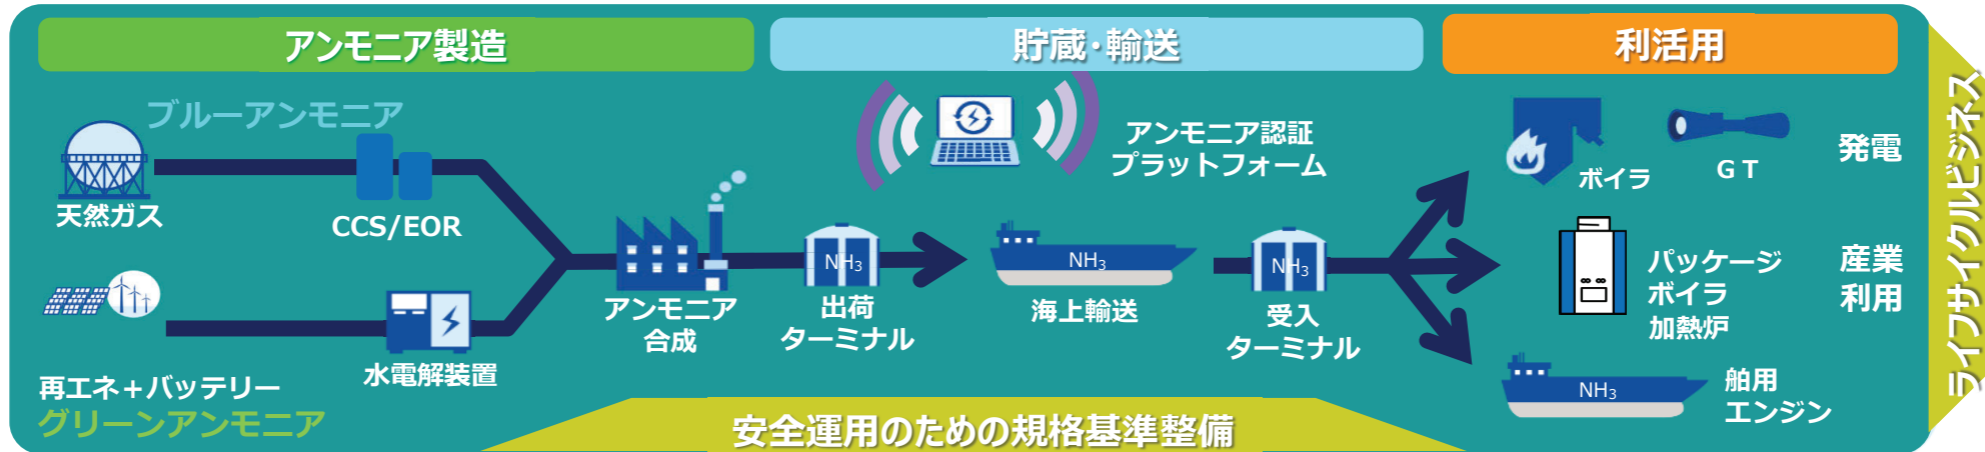 アンモニア製造
貯蔵・輸送
利活用
ブルーアンモニア
天然ガス
CCS/EOR
再エネ+バッテリー
グリーンアンモニア
水電解装置
アンモニア
合成
NH3
出荷
ターミナル
アンモニア認証
プラットフォーム
NH3
海上輸送
NH3
受入
ターミナル
ボイラ
GT
発電
パッケージ
ボイラ
加熱炉
産業
利用
NH3
舶用
エンジン
安全運用のための規格基準整備
ライフサイクルビジネス